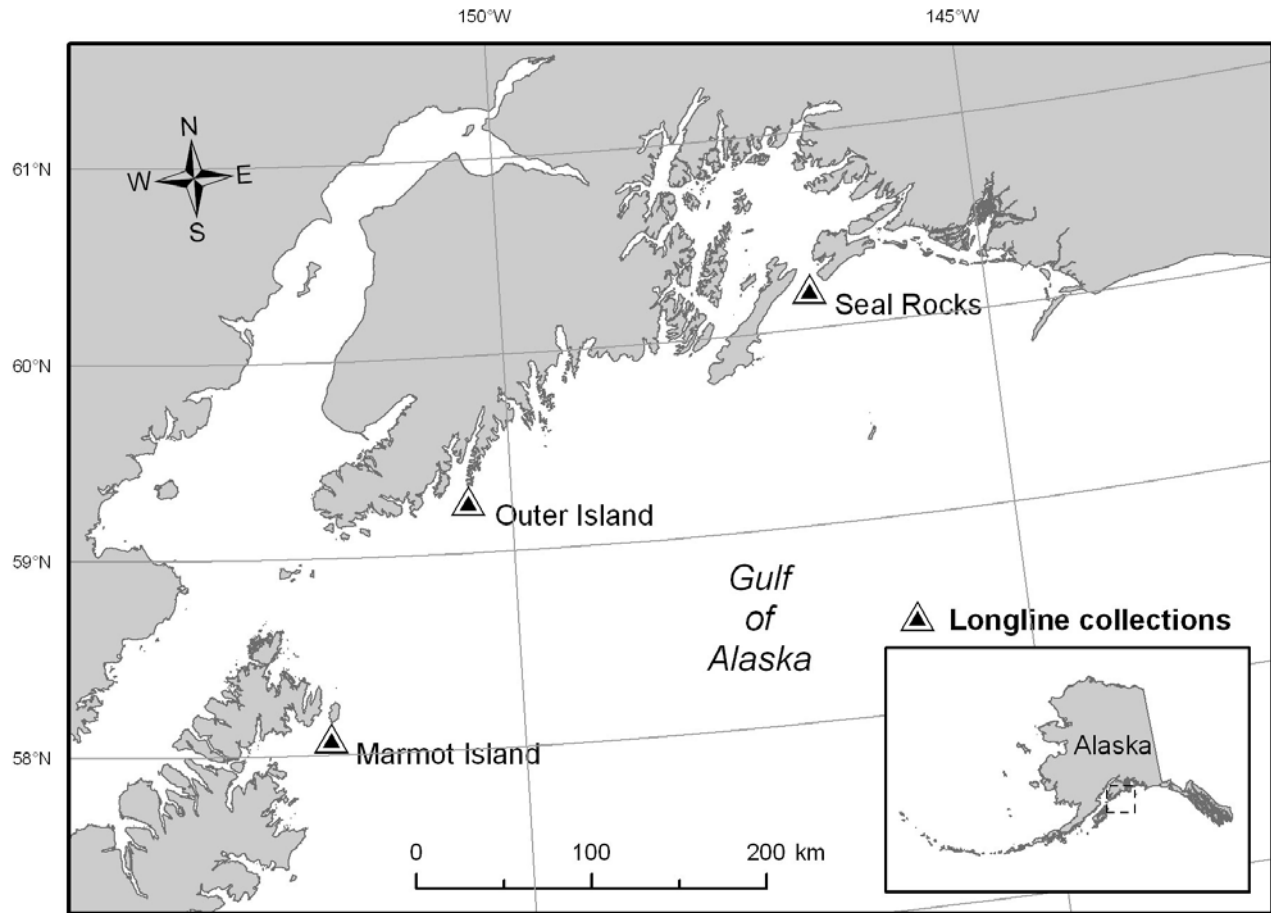 150°W
145°W
N
W
E
S
61°N
60°N
59°N
58°N
Seal Rocks
Outer Island
Marmot Island
Gulf
of
Alaska
Longline collections
Alaska
0
100
200 km